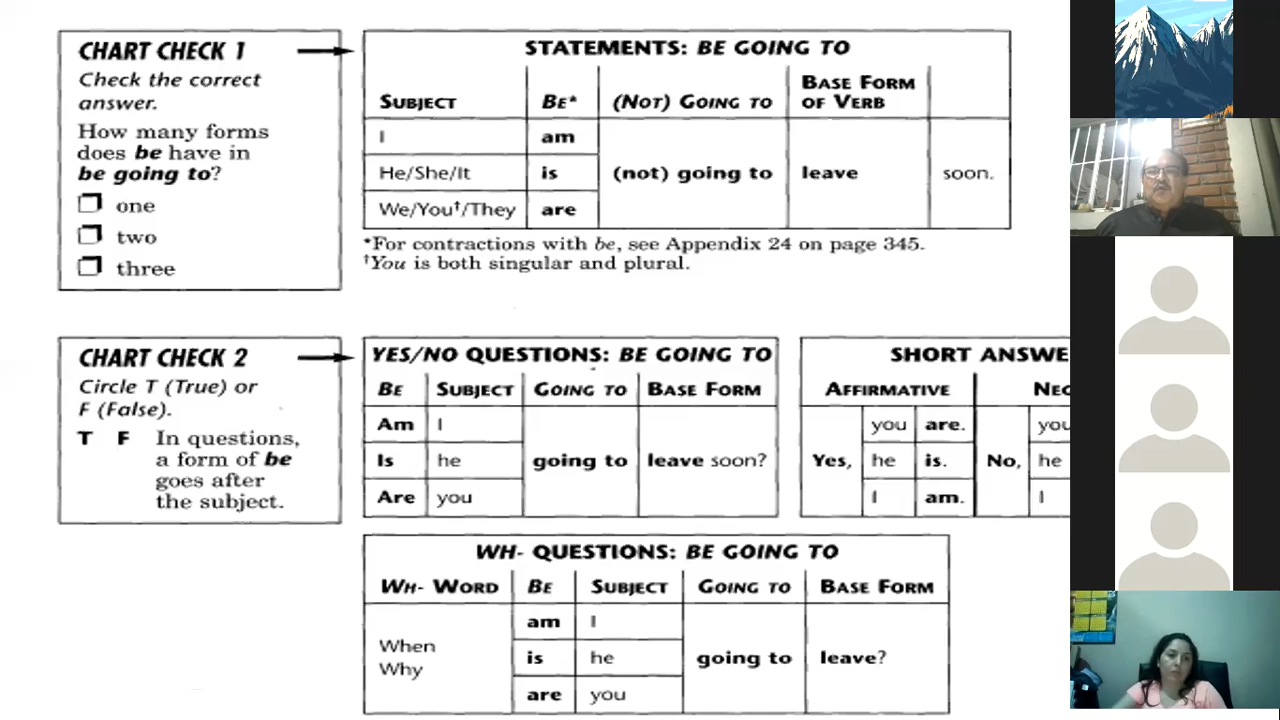 CHART CHECK 1
Check the correct
answer.
How many forms
does be have in
be going to?
one
two
three
STATEMENTS: BE GOING TO
SUBJECT BE* (NOT) GOING TO BASE FORM OF VERB
I am
He/She/It is (not) going to leave soon.
We/You†/They are
*For contractions with be, see Appendix 24 on page 345.
†You is both singular and plural.
CHART CHECK 2
Circle T (True) or
F (False).
T F In questions,
a form of be
goes after
the subject.
YES/NO QUESTIONS: BE GOING TO
BE SUBJECT GOING TO BASE FORM
Am I
Is he going to leave soon?
Are you
SHORT ANSWE
AFFIRMATIVE NEG
you are. you
Yes, he is. No, he
I am. I
WH- QUESTIONS: BE GOING TO
WH- WORD BE SUBJECT GOING TO BASE FORM
When
Why
am I
is he going to leave?
are you